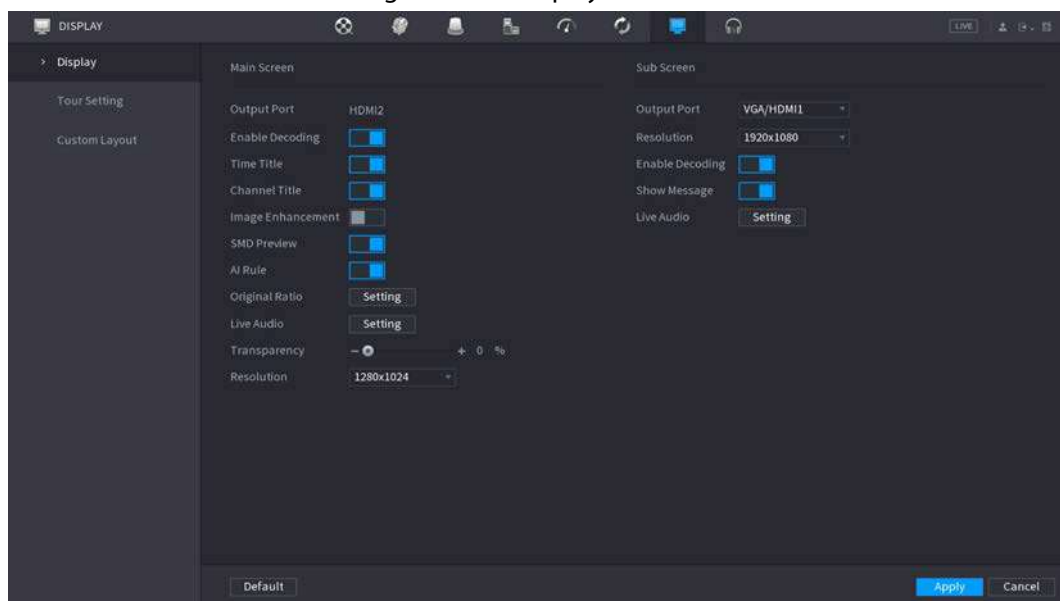 DISPLAY
LIVE
Display
Tour Setting
Custom Layout
Main Screen
Output Port HDMI2
Enable Decoding
Time Title
Channel Title
Image Enhancement
SMD Preview
AI Rule
Original Ratio Setting
Live Audio Setting
Transparency − + 0 %
Resolution 1280x1024
Sub Screen
Output Port VGA/HDMI1
Resolution 1920x1080
Enable Decoding
Show Message
Live Audio Setting
Default
Apply Cancel